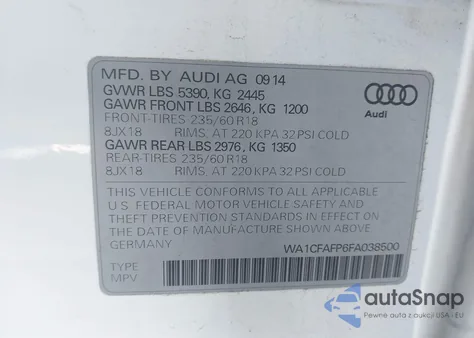 MFD. BY AUDI AG 09 14
GVWR LBS 5390, KG 2445
GAWR FRONT LBS 2646, KG 1200
FRONT-TIRES 235/60 R18
8JX18 RIMS, AT 220 KPA 32 PSI COLD
GAWR REAR LBS 2976, KG 1350
REAR-TIRES 235/60 R18
8JX18 RIMS, AT 220 KPA 32 PSI COLD
Audi
THIS VEHICLE CONFORMS TO ALL APPLICABLE
U.S. FEDERAL MOTOR VEHICLE SAFETY AND
THEFT PREVENTION STANDARDS IN EFFECT ON
THE DATE OF MANUFACTURE SHOWN ABOVE.
GERMANY WA1CFAFP6FA038500
TYPE
MPV
autoSnap
Pewne auta z dostawą z USA i EU